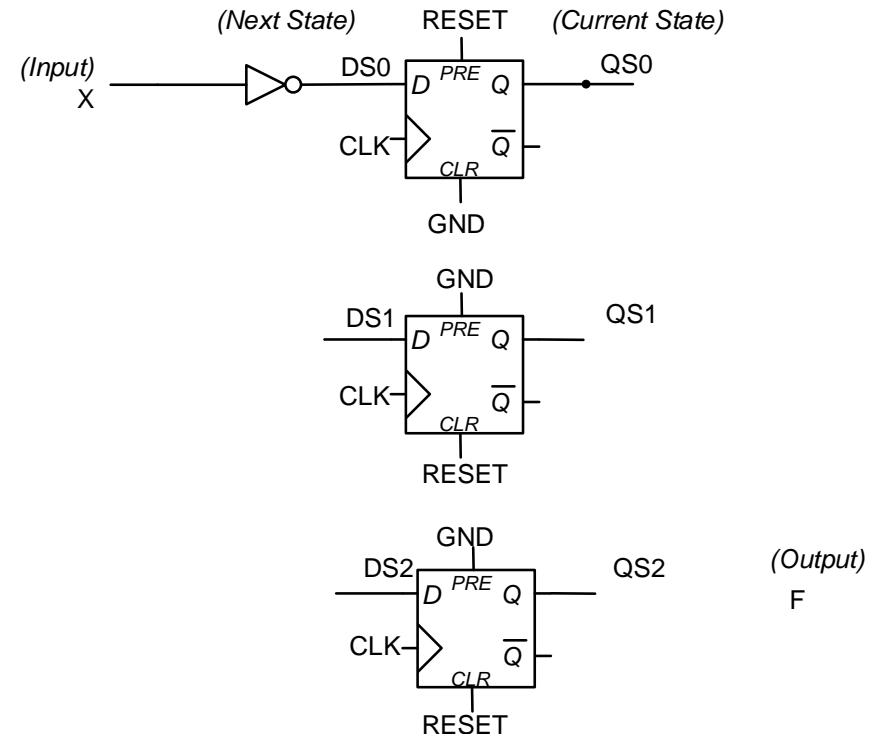 (Next State) RESET (Current State)
(Input) DS0 QS0
X D PRE Q
CLK Q
CLR
GND
GND
DS1 QS1
D PRE Q
CLK Q
CLR
RESET
GND
DS2 QS2 (Output)
D PRE Q F
CLK Q
CLR
RESET